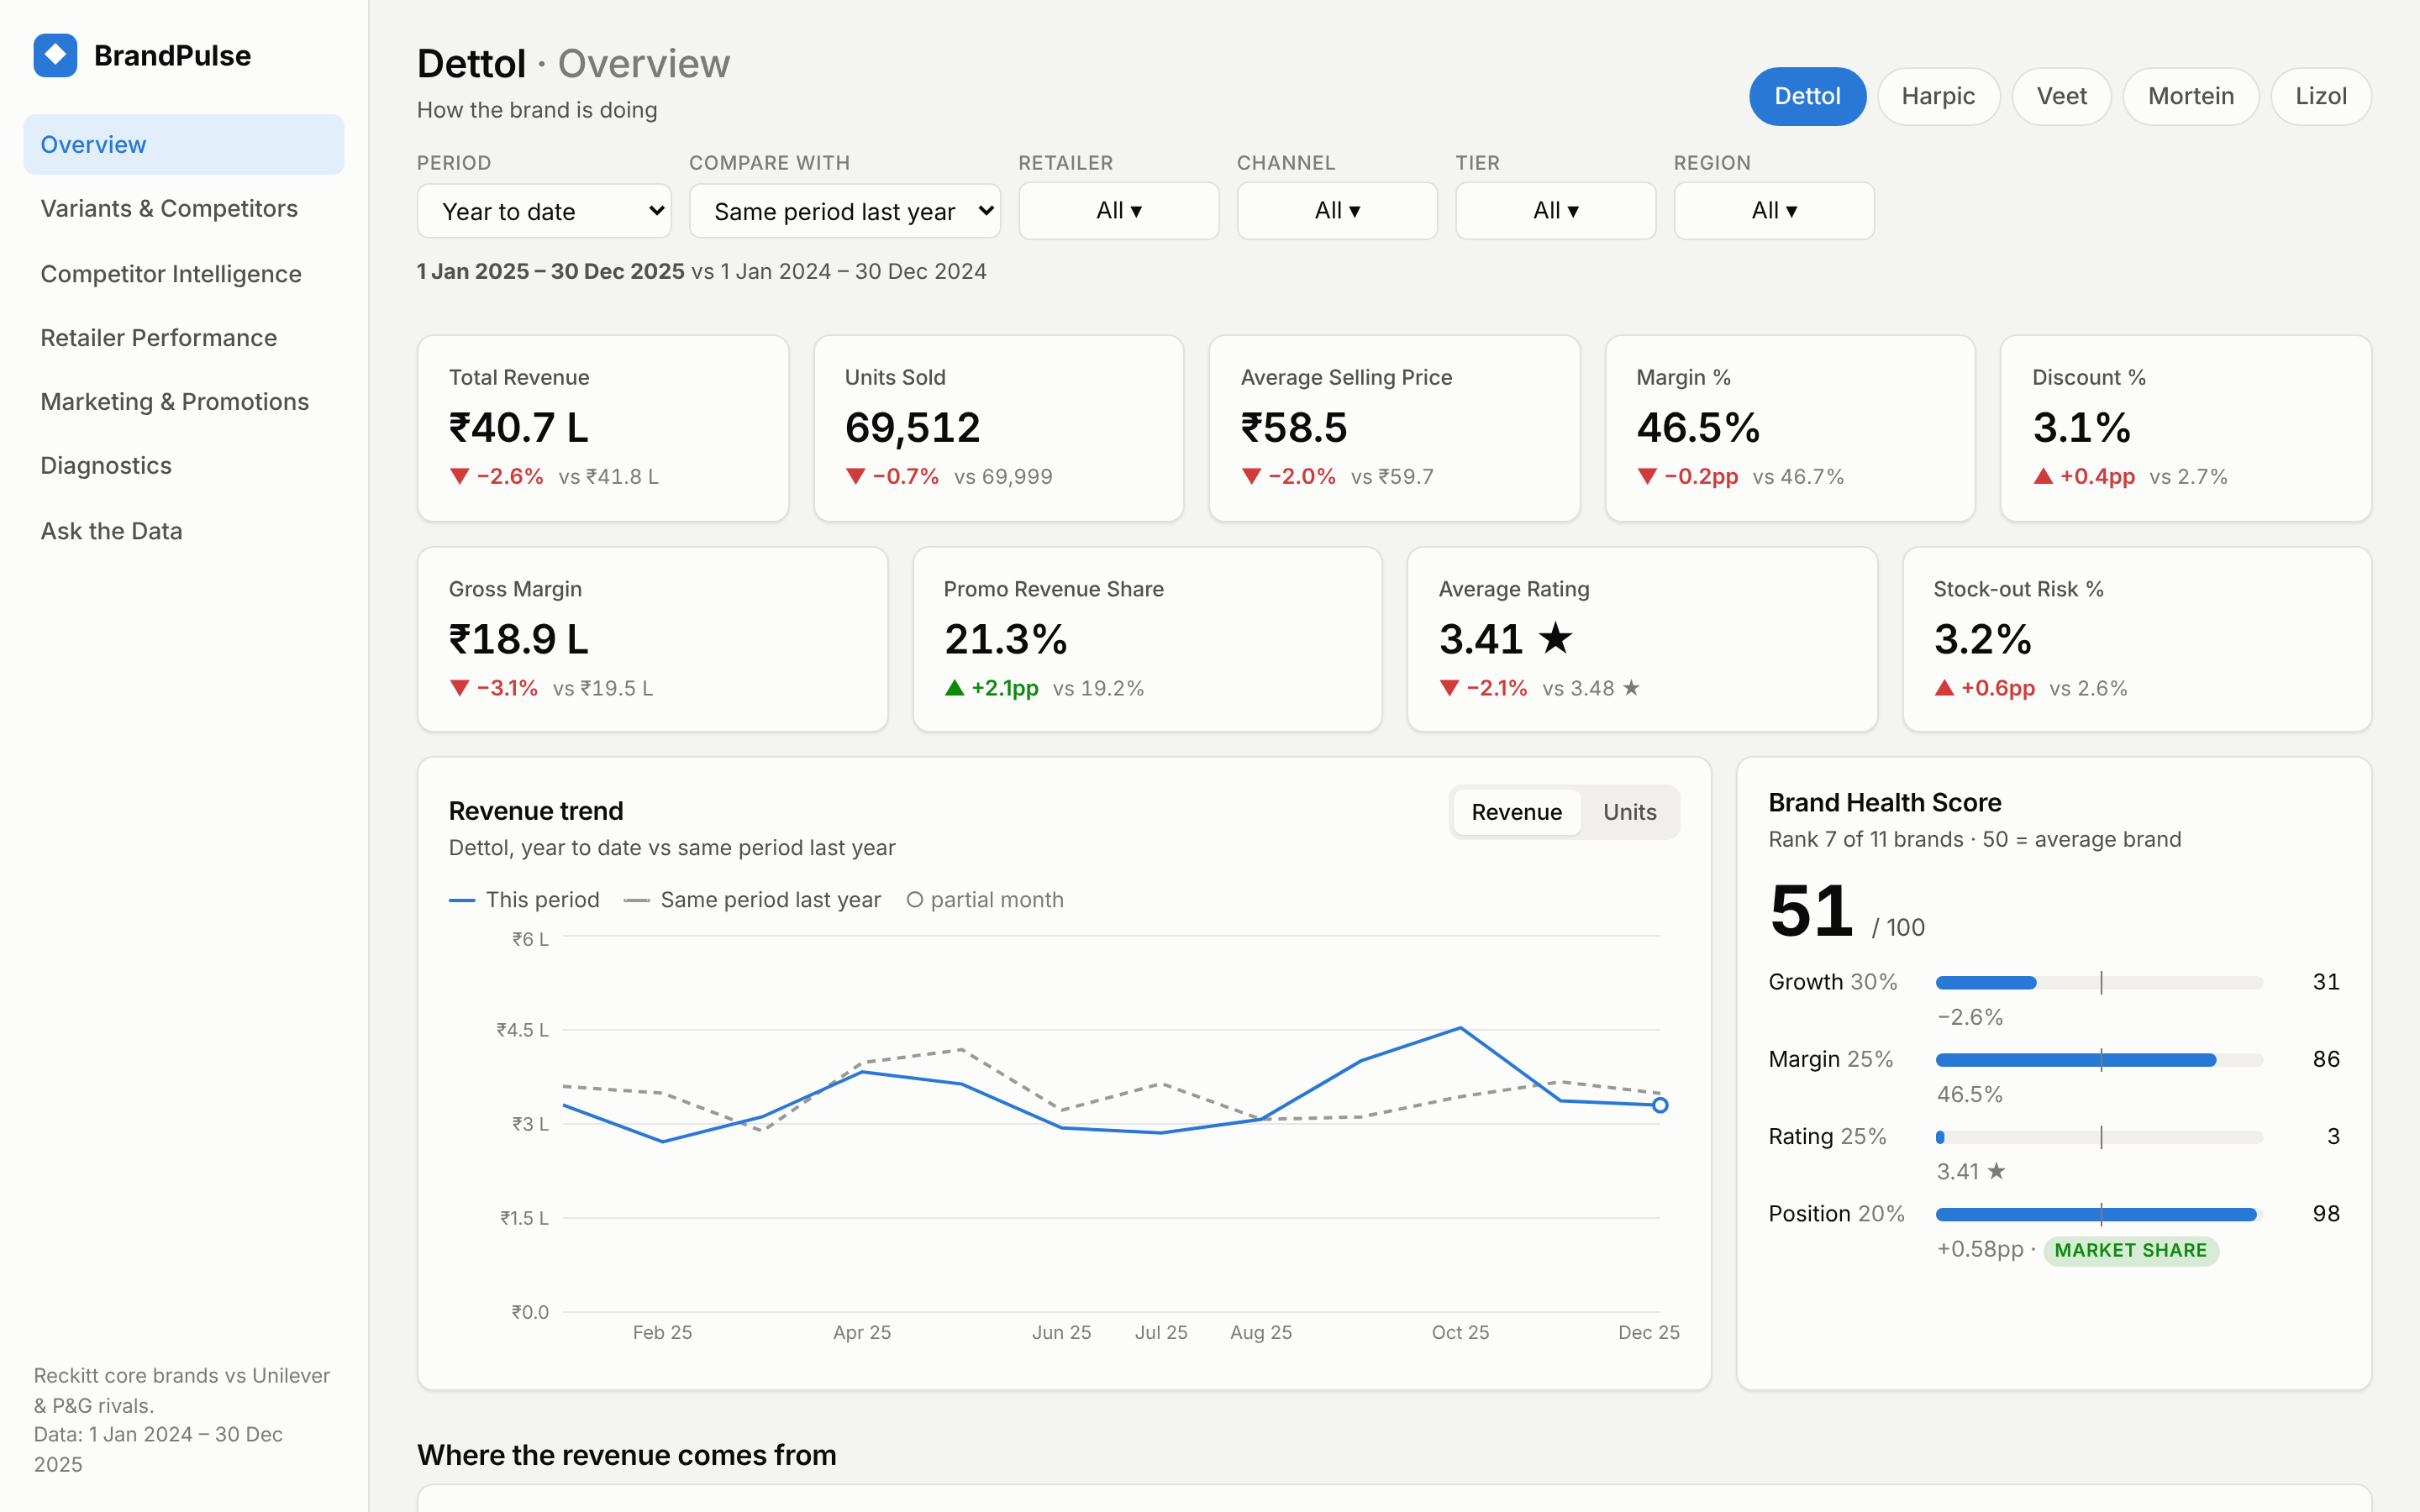 BrandPulse
Overview
Variants & Competitors
Competitor Intelligence
Retailer Performance
Marketing & Promotions
Diagnostics
Ask the Data
Reckitt core brands vs Unilever
& P&G rivals.
Data: 1 Jan 2024 – 30 Dec
2025
Dettol · Overview
How the brand is doing
Dettol Harpic Veet Mortein Lizol
PERIOD COMPARE WITH RETAILER CHANNEL TIER REGION
Year to date Same period last year All ▾ All ▾ All ▾ All ▾
1 Jan 2025 – 30 Dec 2025 vs 1 Jan 2024 – 30 Dec 2024
Total Revenue
₹40.7 L
▼ −2.6% vs ₹41.8 L
Units Sold
69,512
▼ −0.7% vs 69,999
Average Selling Price
₹58.5
▼ −2.0% vs ₹59.7
Margin %
46.5%
▼ −0.2pp vs 46.7%
Discount %
3.1%
▲ +0.4pp vs 2.7%
Gross Margin
₹18.9 L
▼ −3.1% vs ₹19.5 L
Promo Revenue Share
21.3%
▲ +2.1pp vs 19.2%
Average Rating
3.41 ★
▼ −2.1% vs 3.48 ★
Stock-out Risk %
3.2%
▲ +0.6pp vs 2.6%
Revenue trend
Dettol, year to date vs same period last year
Revenue Units
This period Same period last year partial month
₹6 L
₹4.5 L
₹3 L
₹1.5 L
₹0.0
Feb 25 Apr 25 Jun 25 Jul 25 Aug 25 Oct 25 Dec 25
Brand Health Score
Rank 7 of 11 brands · 50 = average brand
51 / 100
Growth 30% 31
−2.6%
Margin 25% 86
46.5%
Rating 25% 3
3.41 ★
Position 20% 98
+0.58pp · MARKET SHARE
Where the revenue comes from